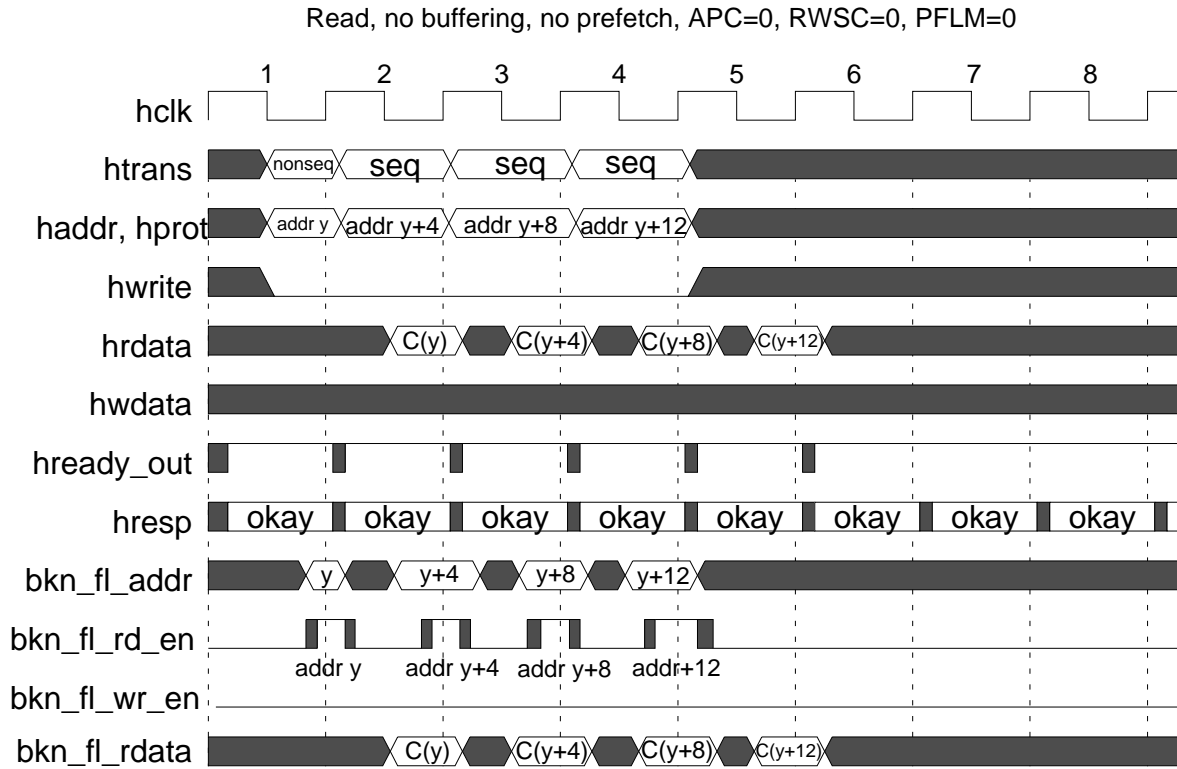 Read, no buffering, no prefetch, APC=0, RWSC=0, PFLM=0
1 2 3 4 5 6 7 8
hclk
htrans nonseq seq seq seq
haddr, hprot addr y addr y+4 addr y+8 addr y+12
hwrite
hrdata C(y) C(y+4) C(y+8) C(y+12)
hwdata
hready_out
hresp okay okay okay okay okay okay okay okay
bkn_fl_addr y y+4 y+8 y+12
bkn_fl_rd_en
addr y addr y+4 addr y+8 addr+12
bkn_fl_wr_en
bkn_fl_rdata C(y) C(y+4) C(y+8) C(y+12)